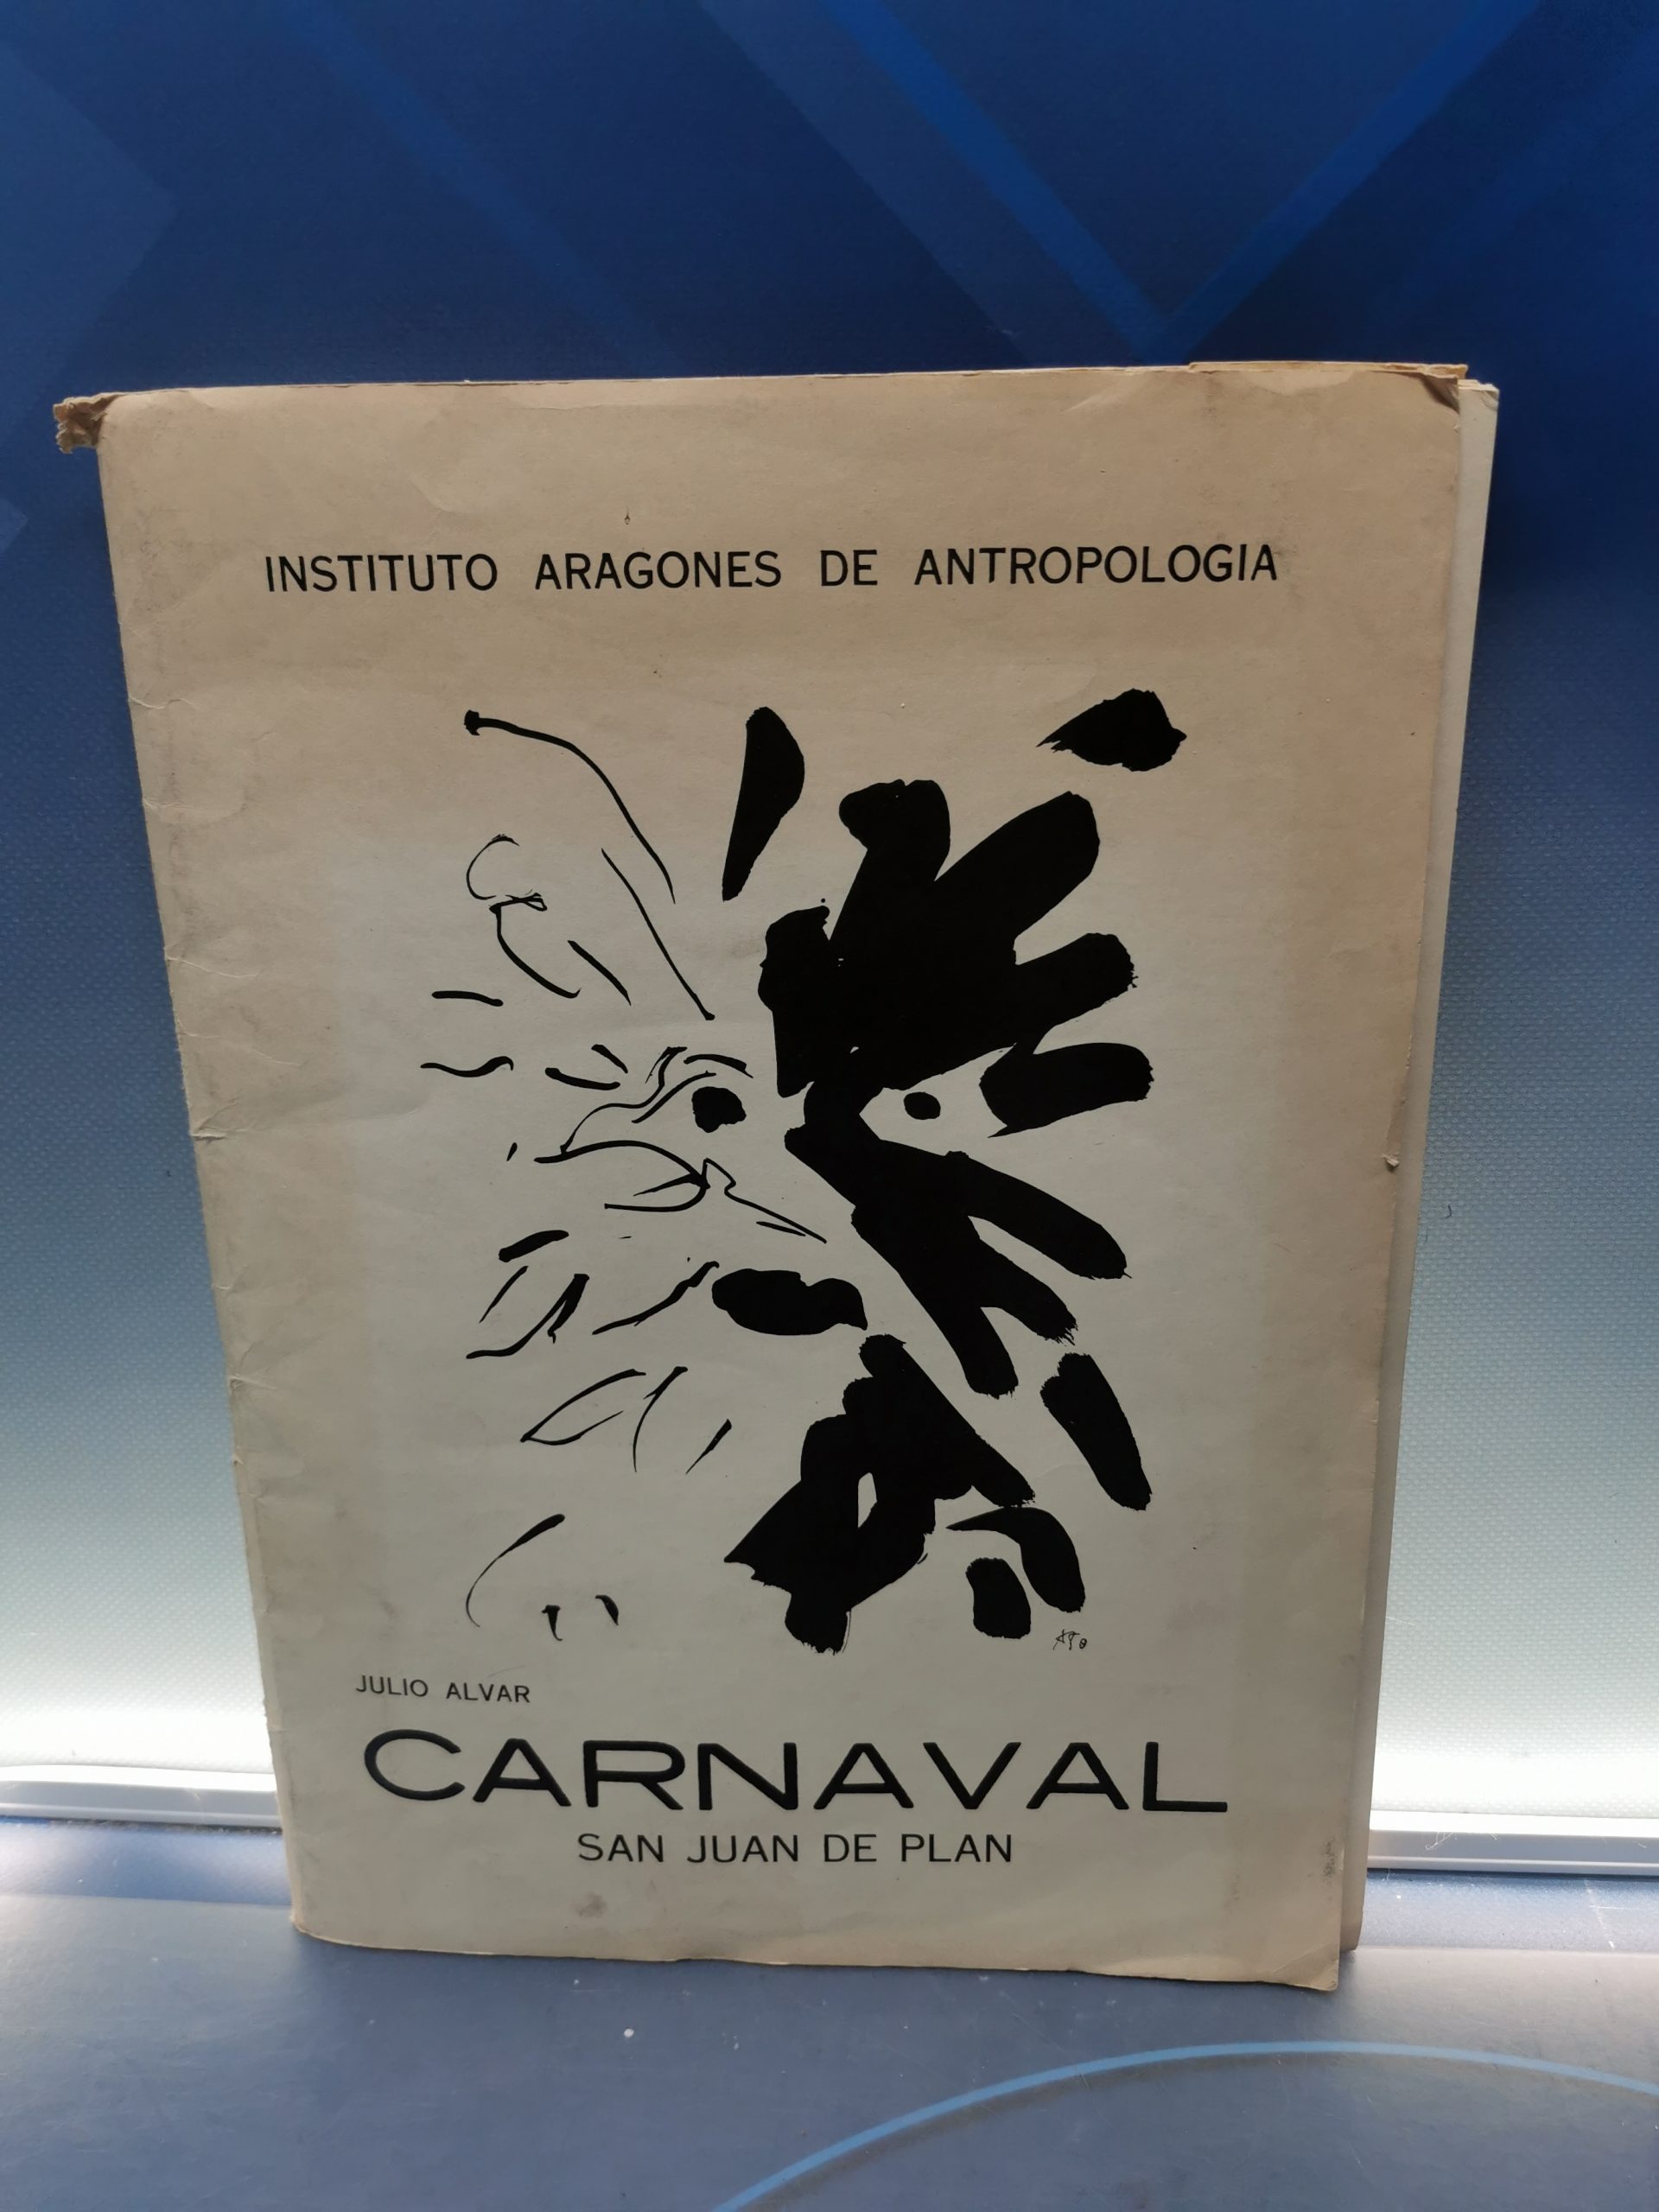 INSTITUTO ARAGONES DE ANTROPOLOGIA
JULIO ALVAR
CARNAVAL
SAN JUAN DE PLAN